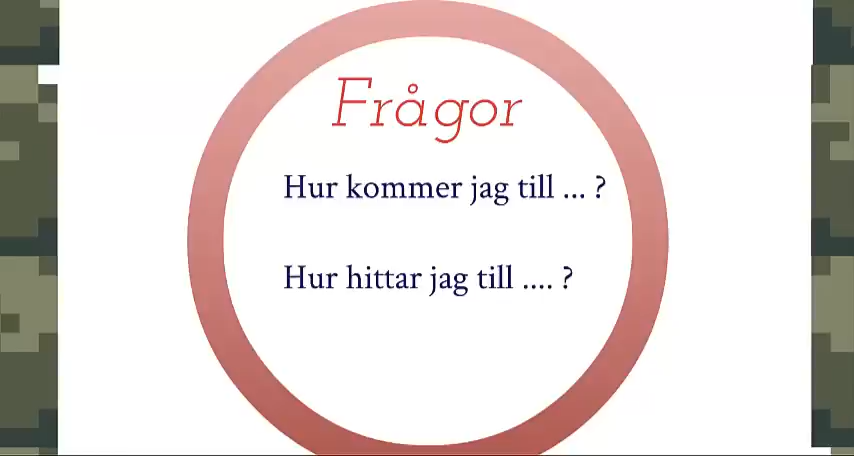 Frågor
Hur kommer jag till ... ?
Hur hittar jag till .... ?